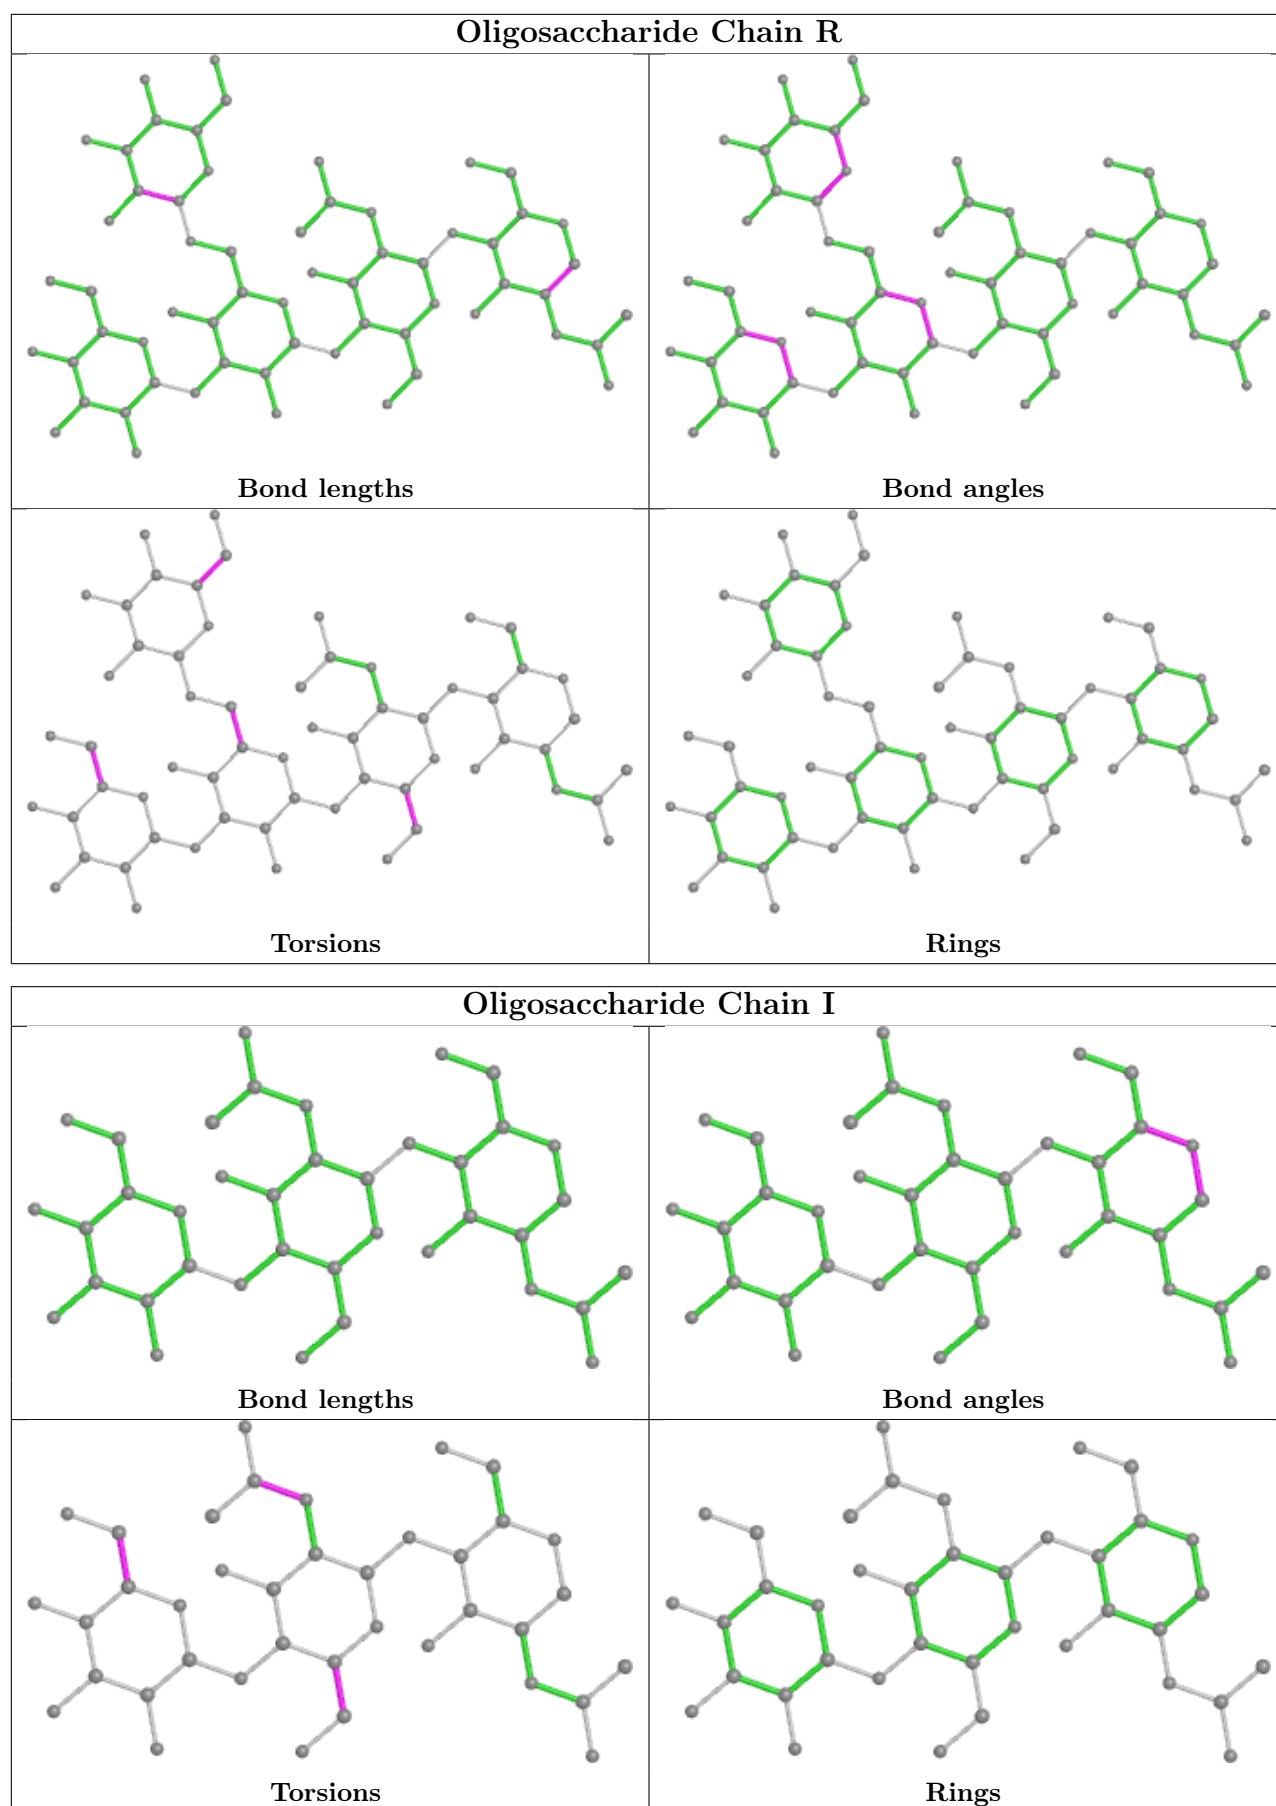 Oligosaccharide Chain R
Bond lengths
Bond angles
Torsions
Rings
Oligosaccharide Chain I
Bond lengths
Bond angles
Torsions
Rings